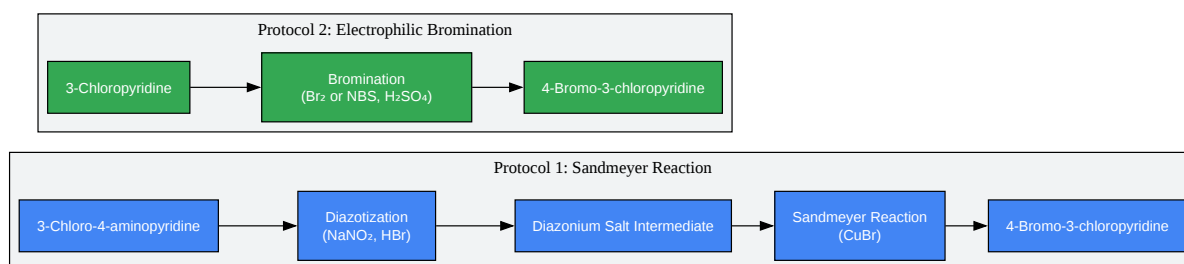 Protocol 2: Electrophilic Bromination
3-Chloropyridine
Bromination
(Br₂ or NBS, H₂SO₄)
4-Bromo-3-chloropyridine
Protocol 1: Sandmeyer Reaction
3-Chloro-4-aminopyridine
Diazotization
(NaNO₂, HBr)
Diazonium Salt Intermediate
Sandmeyer Reaction
(CuBr)
4-Bromo-3-chloropyridine